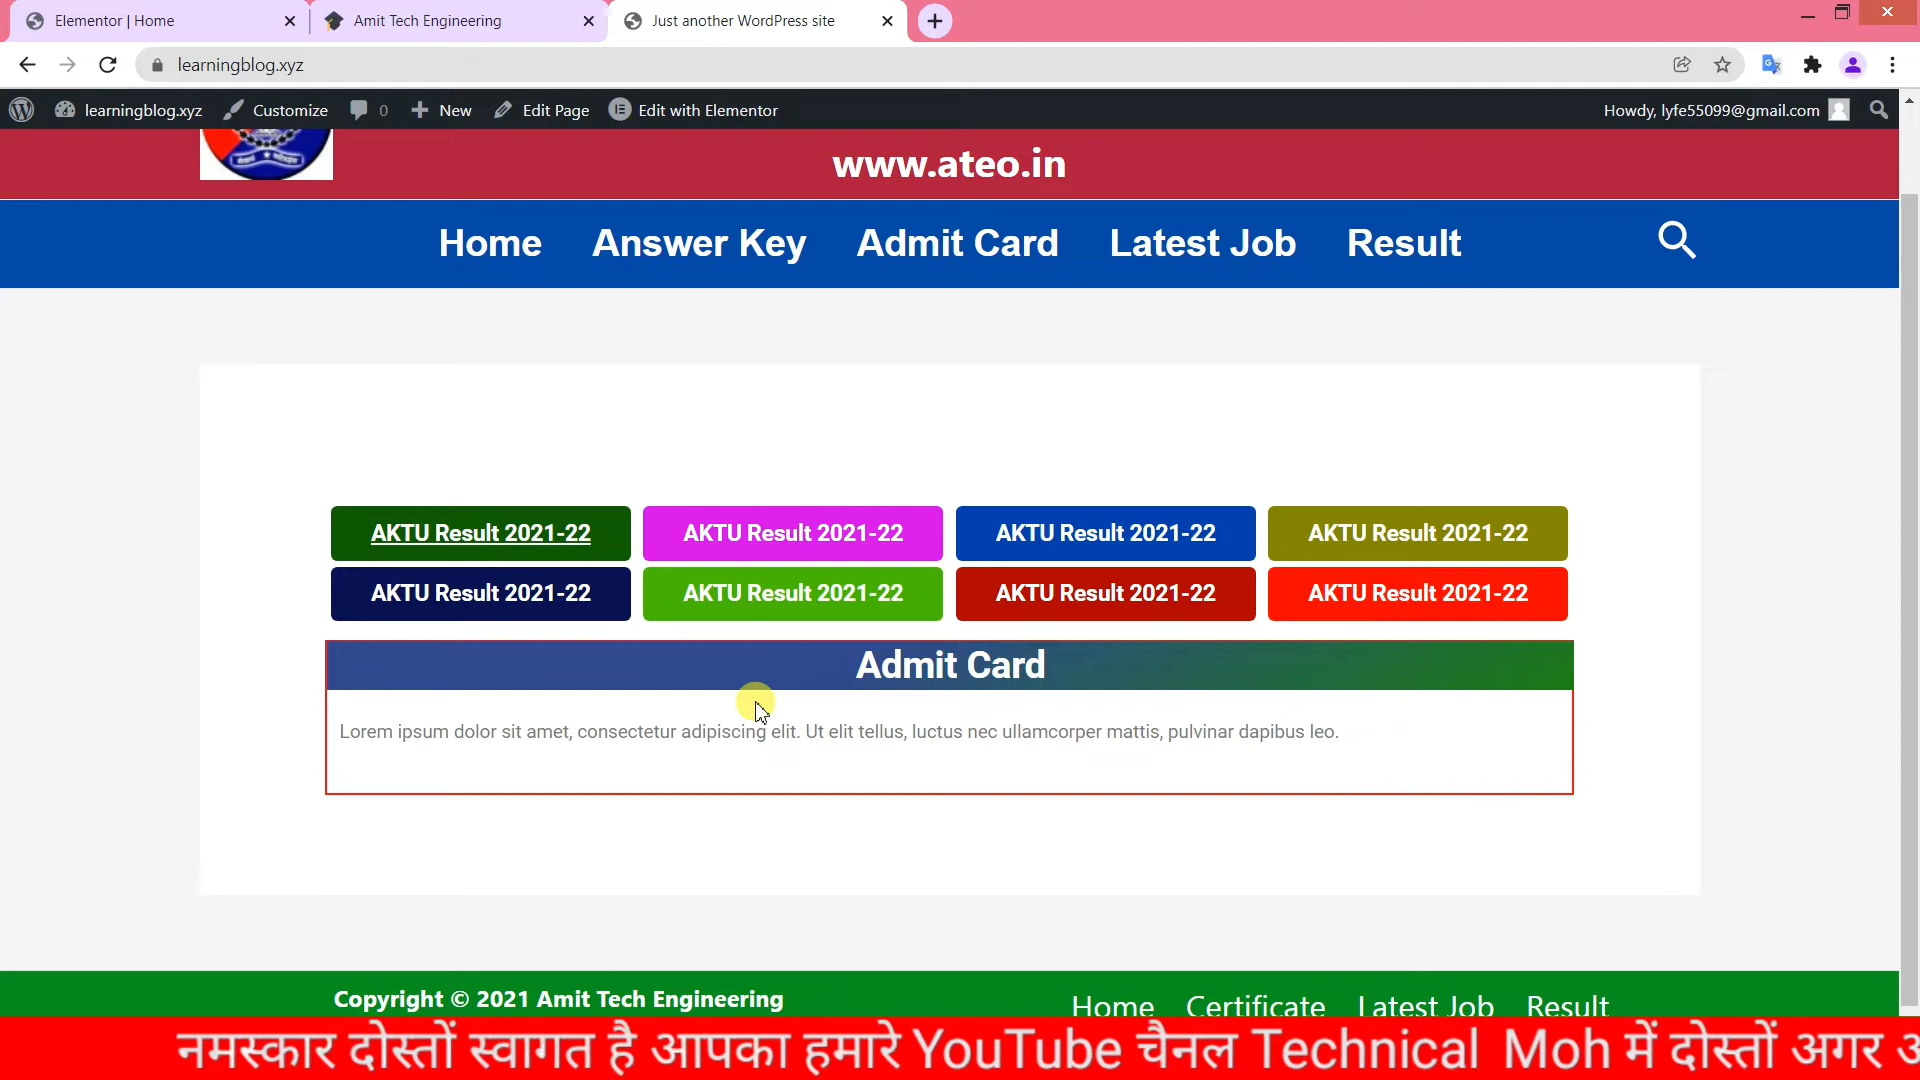 Elementor | Home
Amit Tech Engineering
Just another WordPress site
learningblog.xyz
learningblog.xyz
Customize
0
New
Edit Page
Edit with Elementor
Howdy, lyfe55099@gmail.com
www.ateo.in
Home
Answer Key
Admit Card
Latest Job
Result
AKTU Result 2021-22
AKTU Result 2021-22
AKTU Result 2021-22
AKTU Result 2021-22
AKTU Result 2021-22
AKTU Result 2021-22
AKTU Result 2021-22
AKTU Result 2021-22
Admit Card
Lorem ipsum dolor sit amet, consectetur adipiscing elit. Ut elit tellus, luctus nec ullamcorper mattis, pulvinar dapibus leo.
Copyright © 2021 Amit Tech Engineering
Home
Certificate
Latest Job
Result
नमस्कार दोस्तों स्वागत है आपका हमारे YouTube चैनल Technical Moh में दोस्तों अगर